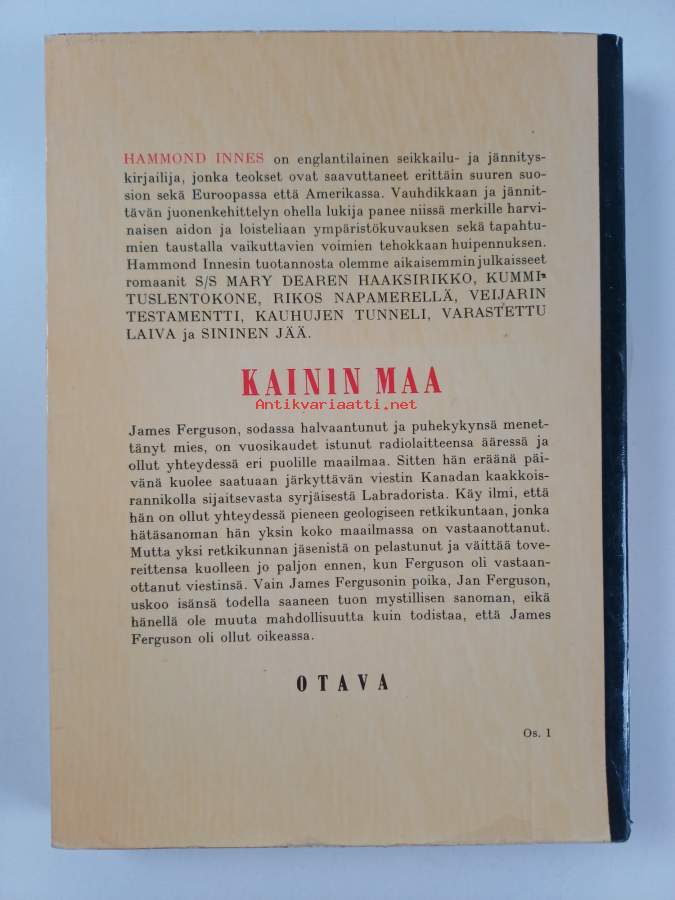 HAMMOND INNES on englantilainen seikkailu- ja jännitys-
kirjailija, jonka teokset ovat saavuttaneet erittäin suuren suo-
sion sekä Euroopassa että Amerikassa. Vauhdikkaan ja jännit-
tävän juonenkehittelyn ohella lukija panee niissä merkille harvi-
naisen aidon ja loisteliaan ympäristökuvauksen sekä tapahtu-
mien taustalla vaikuttavien voimien tehokkaan huipennuksen.
Hammond Innesin tuotannosta olemme aikaisemmin julkaisseet
romaanit S/S MARY DEAREN HAAKSIRIKKO, KUMMI-
TUSLENTOKONE, RIKOS NAPAMERELLÄ, VEIJARIN
TESTAMENTTI, KAUHUJEN TUNNELI, VARASTETTU
LAIVA ja SININEN JÄÄ.
KAININ MAA
Antikvariaatti.net
James Ferguson, sodassa halvaantunut ja puhekykynsä menet-
tänyt mies, on vuosikaudet istunut radiolaitteensa ääressä ja
ollut yhteydessä eri puolille maailmaa. Sitten hän eräänä päi-
vänä kuolee saatuaan järkyttävän viestin Kanadan kaakkois-
rannikolla sijaitsevasta syrjäisestä Labradorista. Käy ilmi, että
hän on ollut yhteydessä pieneen geologiseen retkikuntaan, jonka
hätäsanoman hän yksin koko maailmassa on vastaanottanut.
Mutta yksi retkikunnan jäsenistä on pelastunut ja väittää tove-
reittensa kuolleen jo paljon ennen, kun Ferguson oli vastaan-
ottanut viestinsä. Vain James Fergusonin poika, Jan Ferguson,
uskoo isänsä todella saaneen tuon mystillisen sanoman, eikä
hänellä ole muuta mahdollisuutta kuin todistaa, että James
Ferguson oli ollut oikeassa.
OTAVA
Os. 1